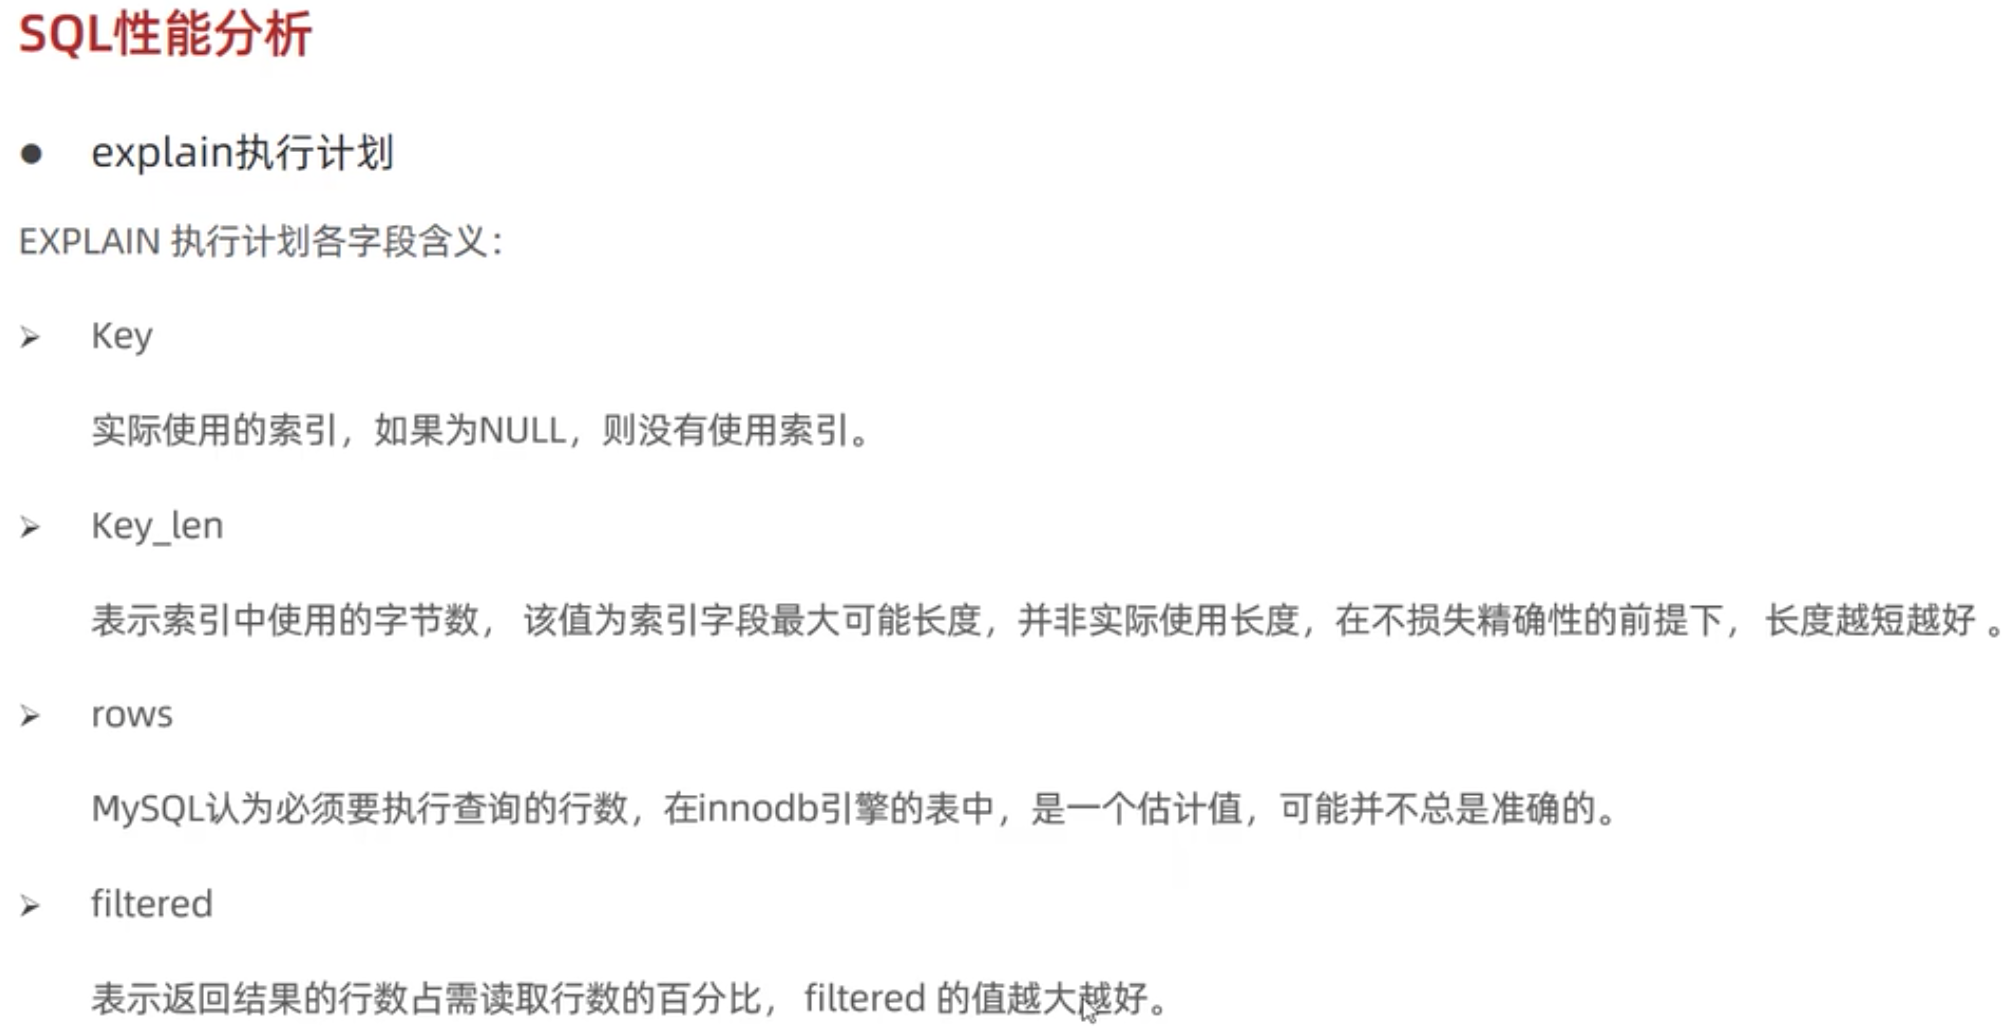 SQL性能分析
● explain执行计划
EXPLAIN 执行计划各字段含义：
➢ Key
实际使用的索引，如果为NULL，则没有使用索引。
➢ Key_len
表示索引中使用的字节数， 该值为索引字段最大可能长度，并非实际使用长度，在不损失精确性的前提下， 长度越短越好 。
➢ rows
MySQL认为必须要执行查询的行数，在innodb引擎的表中，是一个估计值，可能并不总是准确的。
➢ filtered
表示返回结果的行数占需读取行数的百分比， filtered 的值越大越好。